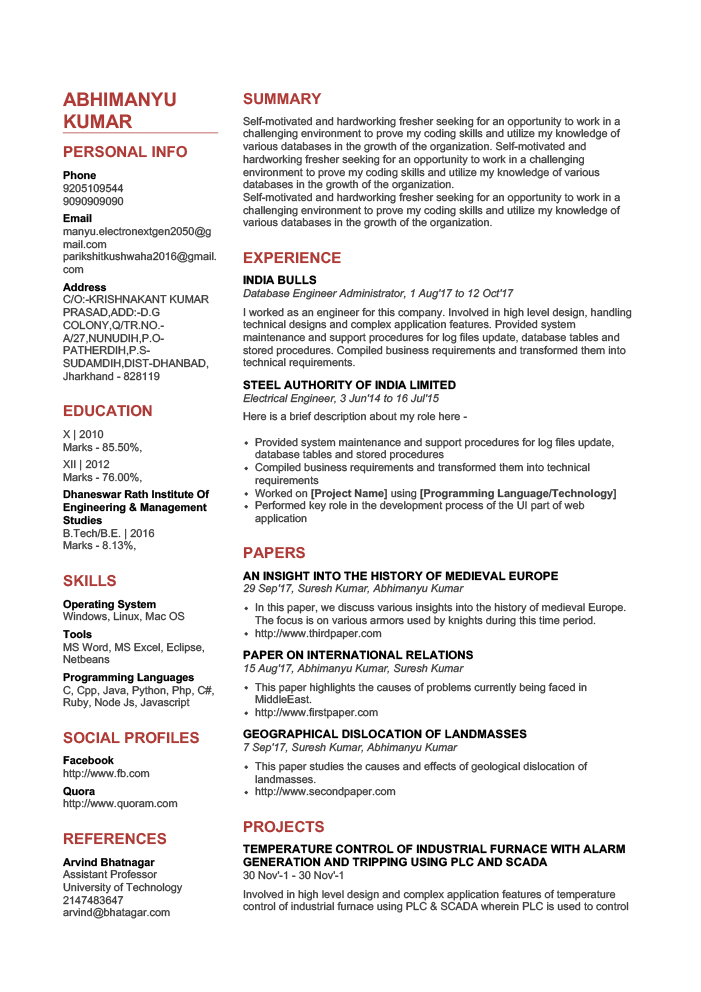 ABHIMANYU
KUMAR
PERSONAL INFO
Phone
9205109544
9090909090
Email
manyu.electronextgen2050@g
mail.com
parikshitkushwaha2016@gmail.
com
Address
C/O:-KRISHNAKANT KUMAR
PRASAD,ADD:-D.G
COLONY,Q/TR.NO.-
A/27,NUNUDIH,P.O-
PATHERDIH,P.S-
SUDAMDIH,DIST-DHANBAD,
Jharkhand - 828119
EDUCATION
X | 2010
Marks - 85.50%,
XII | 2012
Marks - 76.00%,
Dhaneswar Rath Institute Of
Engineering & Management
Studies
B.Tech/B.E. | 2016
Marks - 8.13%,
SKILLS
Operating System
Windows, Linux, Mac OS
Tools
MS Word, MS Excel, Eclipse,
Netbeans
Programming Languages
C, Cpp, Java, Python, Php, C#,
Ruby, Node Js, Javascript
SOCIAL PROFILES
Facebook
http://www.fb.com
Quora
http://www.quoram.com
REFERENCES
Arvind Bhatnagar
Assistant Professor
University of Technology
2147483647
arvind@bhatagar.com
SUMMARY
Self-motivated and hardworking fresher seeking for an opportunity to work in a
challenging environment to prove my coding skills and utilize my knowledge of
various databases in the growth of the organization. Self-motivated and
hardworking fresher seeking for an opportunity to work in a challenging
environment to prove my coding skills and utilize my knowledge of various
databases in the growth of the organization.
Self-motivated and hardworking fresher seeking for an opportunity to work in a
challenging environment to prove my coding skills and utilize my knowledge of
various databases in the growth of the organization.
EXPERIENCE
INDIA BULLS
Database Engineer Administrator, 1 Aug'17 to 12 Oct'17
I worked as an engineer for this company. Involved in high level design, handling
technical designs and complex application features. Provided system
maintenance and support procedures for log files update, database tables and
stored procedures. Compiled business requirements and transformed them into
technical requirements.
STEEL AUTHORITY OF INDIA LIMITED
Electrical Engineer, 3 Jun'14 to 16 Jul'15
Here is a brief description about my role here -
• Provided system maintenance and support procedures for log files update,
database tables and stored procedures
• Compiled business requirements and transformed them into technical
requirements
• Worked on [Project Name] using [Programming Language/Technology]
• Performed key role in the development process of the UI part of web
application
PAPERS
AN INSIGHT INTO THE HISTORY OF MEDIEVAL EUROPE
29 Sep'17, Suresh Kumar, Abhimanyu Kumar
• In this paper, we discuss various insights into the history of medieval Europe.
The focus is on various armors used by knights during this time period.
• http://www.thirdpaper.com
PAPER ON INTERNATIONAL RELATIONS
15 Aug'17, Abhimanyu Kumar, Suresh Kumar
• This paper highlights the causes of problems currently being faced in
MiddleEast.
• http://www.firstpaper.com
GEOGRAPHICAL DISLOCATION OF LANDMASSES
7 Sep'17, Suresh Kumar, Abhimanyu Kumar
• This paper studies the causes and effects of geological dislocation of
landmasses.
• http://www.secondpaper.com
PROJECTS
TEMPERATURE CONTROL OF INDUSTRIAL FURNACE WITH ALARM
GENERATION AND TRIPPING USING PLC AND SCADA
30 Nov'-1 - 30 Nov'-1
Involved in high level design and complex application features of temperature
control of industrial furnace using PLC & SCADA wherein PLC is used to control